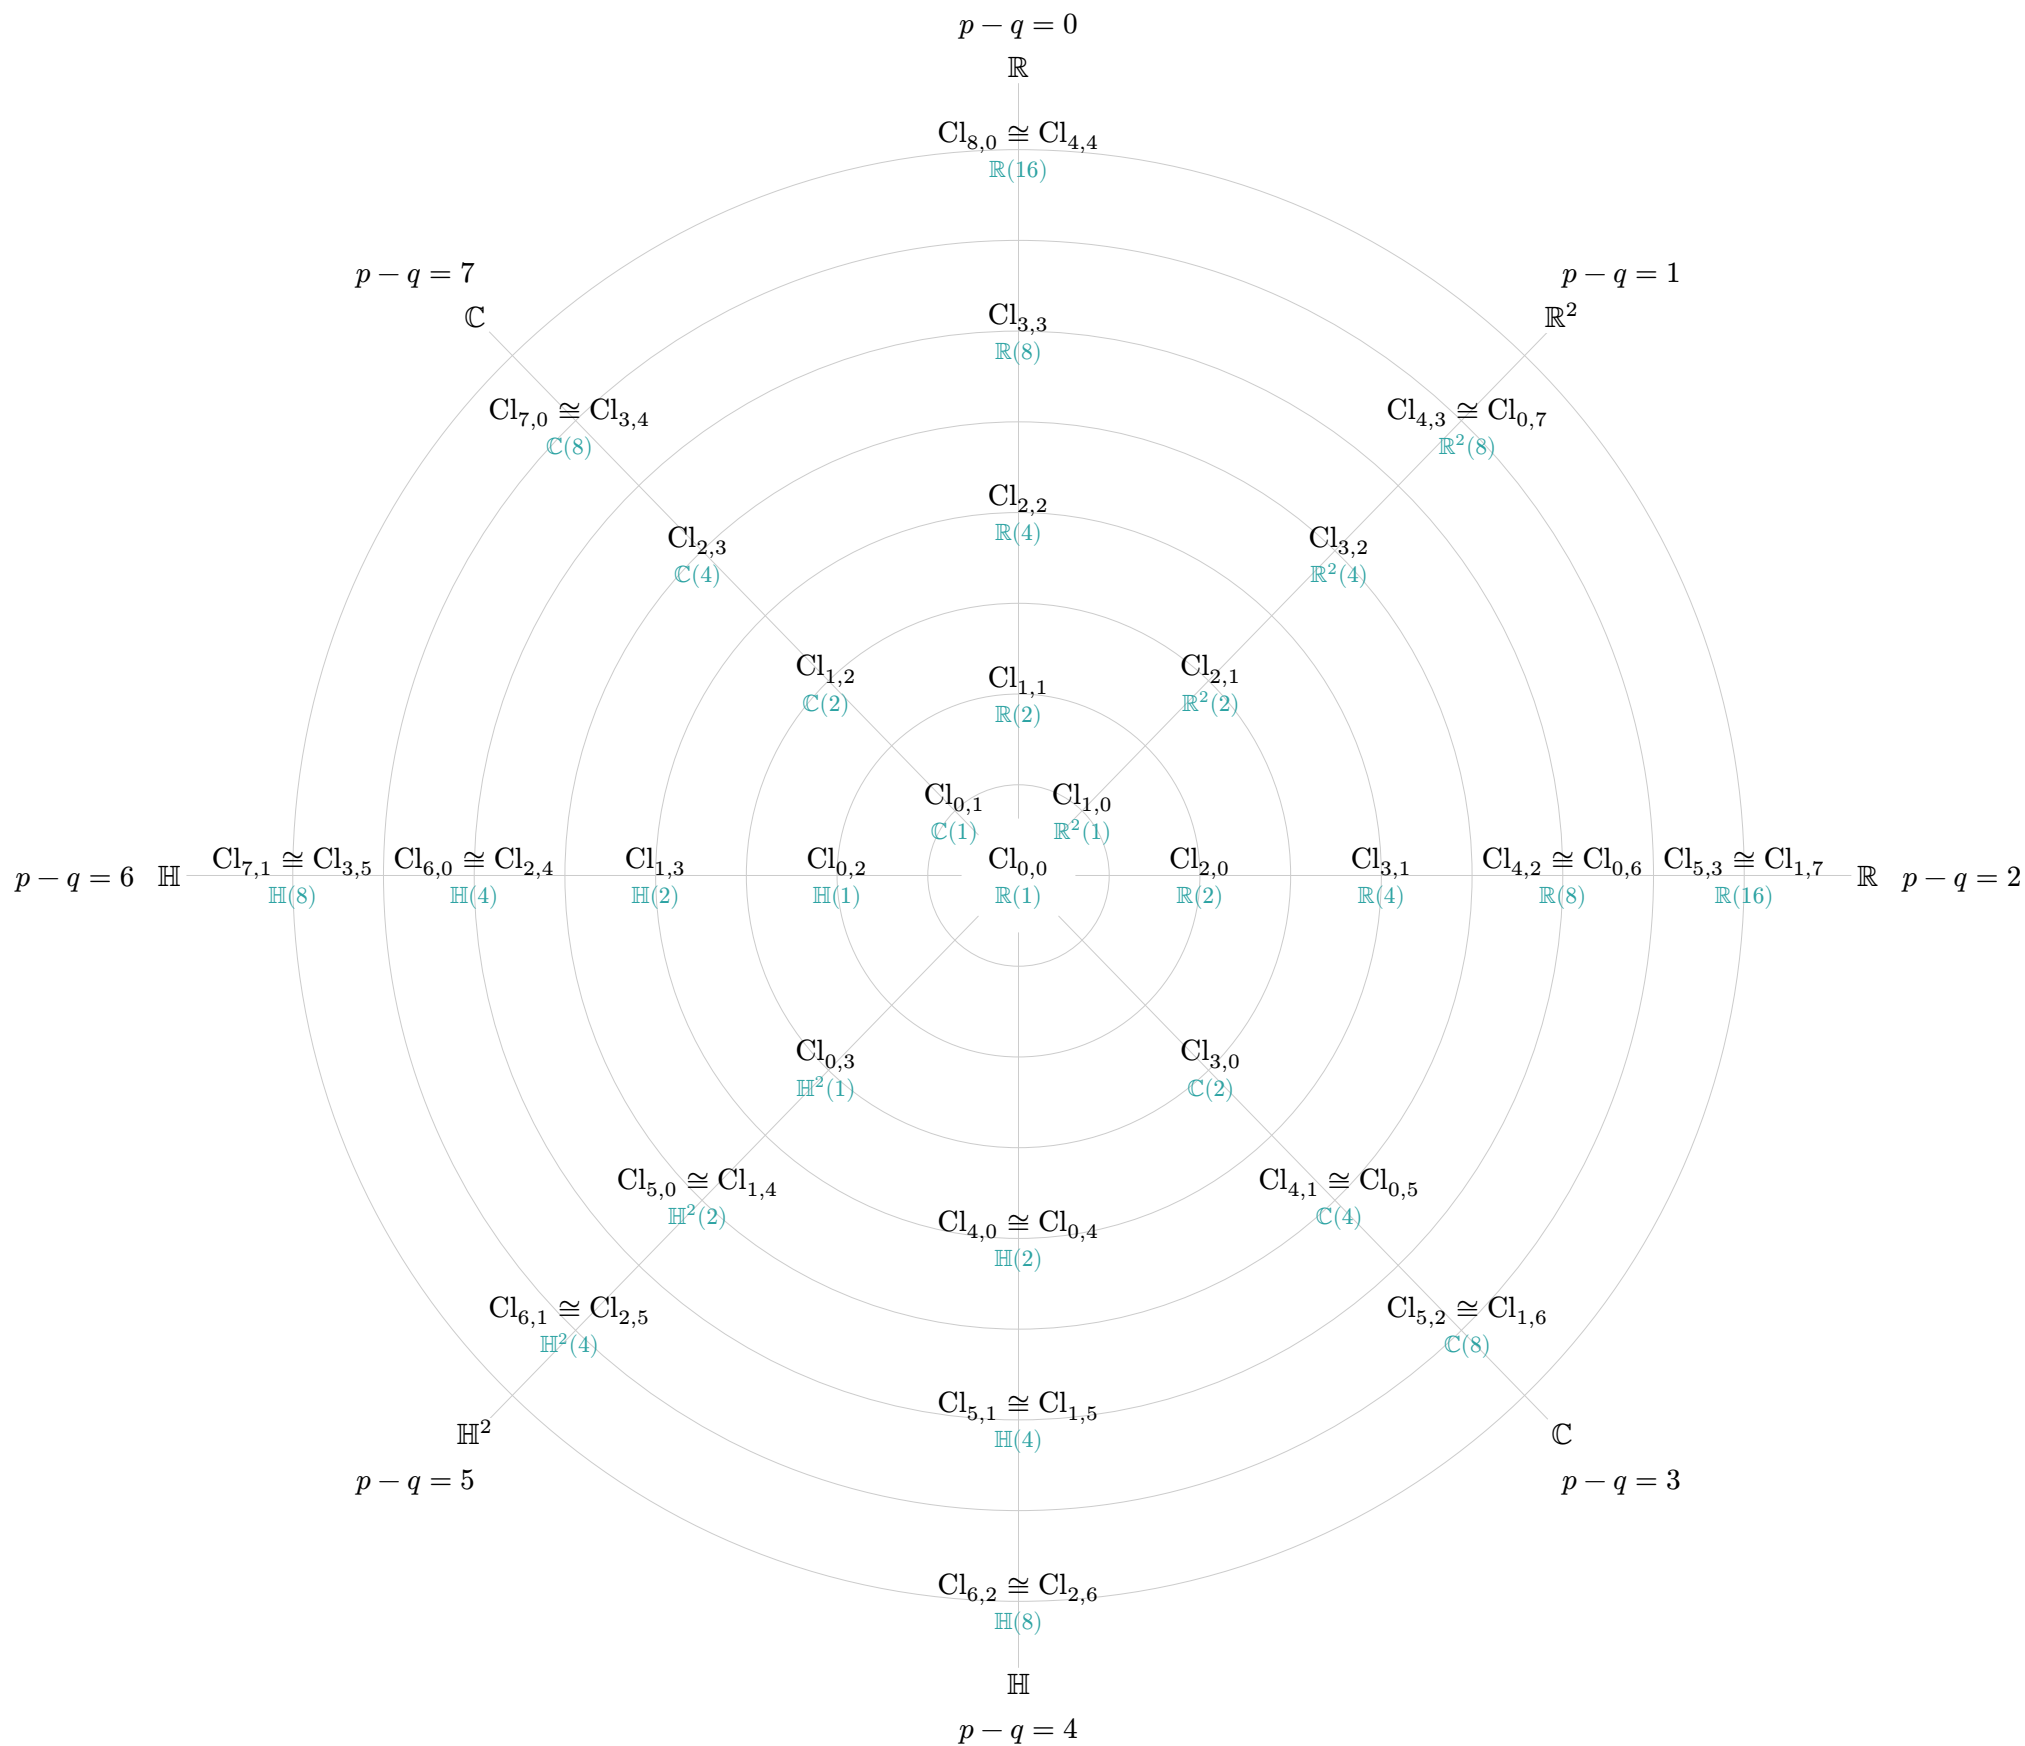 p − q = 0
ℝ
Cl₈,₀ ≅ Cl₄,₄
ℝ(16)
p − q = 7
p − q = 1
ℂ
ℝ²
Cl₃,₃
ℝ(8)
Cl₇,₀ ≅ Cl₃,₄
ℂ(8)
Cl₄,₃ ≅ Cl₀,₇
ℝ²(8)
Cl₂,₂
ℝ(4)
Cl₂,₃
ℂ(4)
Cl₃,₂
ℝ²(4)
Cl₁,₂
ℂ(2)
Cl₁,₁
ℝ(2)
Cl₂,₁
ℝ²(2)
Cl₀,₁
ℂ(1)
Cl₁,₀
ℝ²(1)
p − q = 6
ℍ
Cl₇,₁ ≅ Cl₃,₅
ℍ(8)
Cl₆,₀ ≅ Cl₂,₄
ℍ(4)
Cl₁,₃
ℍ(2)
Cl₀,₂
ℍ(1)
Cl₀,₀
ℝ(1)
Cl₂,₀
ℝ(2)
Cl₃,₁
ℝ(4)
Cl₄,₂ ≅ Cl₀,₆
ℝ(8)
Cl₅,₃ ≅ Cl₁,₇
ℝ(16)
ℝ
p − q = 2
Cl₀,₃
ℍ²(1)
Cl₃,₀
ℂ(2)
Cl₅,₀ ≅ Cl₁,₄
ℍ²(2)
Cl₄,₁ ≅ Cl₀,₅
ℂ(4)
Cl₄,₀ ≅ Cl₀,₄
ℍ(2)
Cl₆,₁ ≅ Cl₂,₅
ℍ²(4)
Cl₅,₂ ≅ Cl₁,₆
ℂ(8)
Cl₅,₁ ≅ Cl₁,₅
ℍ(4)
ℍ²
ℂ
p − q = 5
p − q = 3
Cl₆,₂ ≅ Cl₂,₆
ℍ(8)
ℍ
p − q = 4